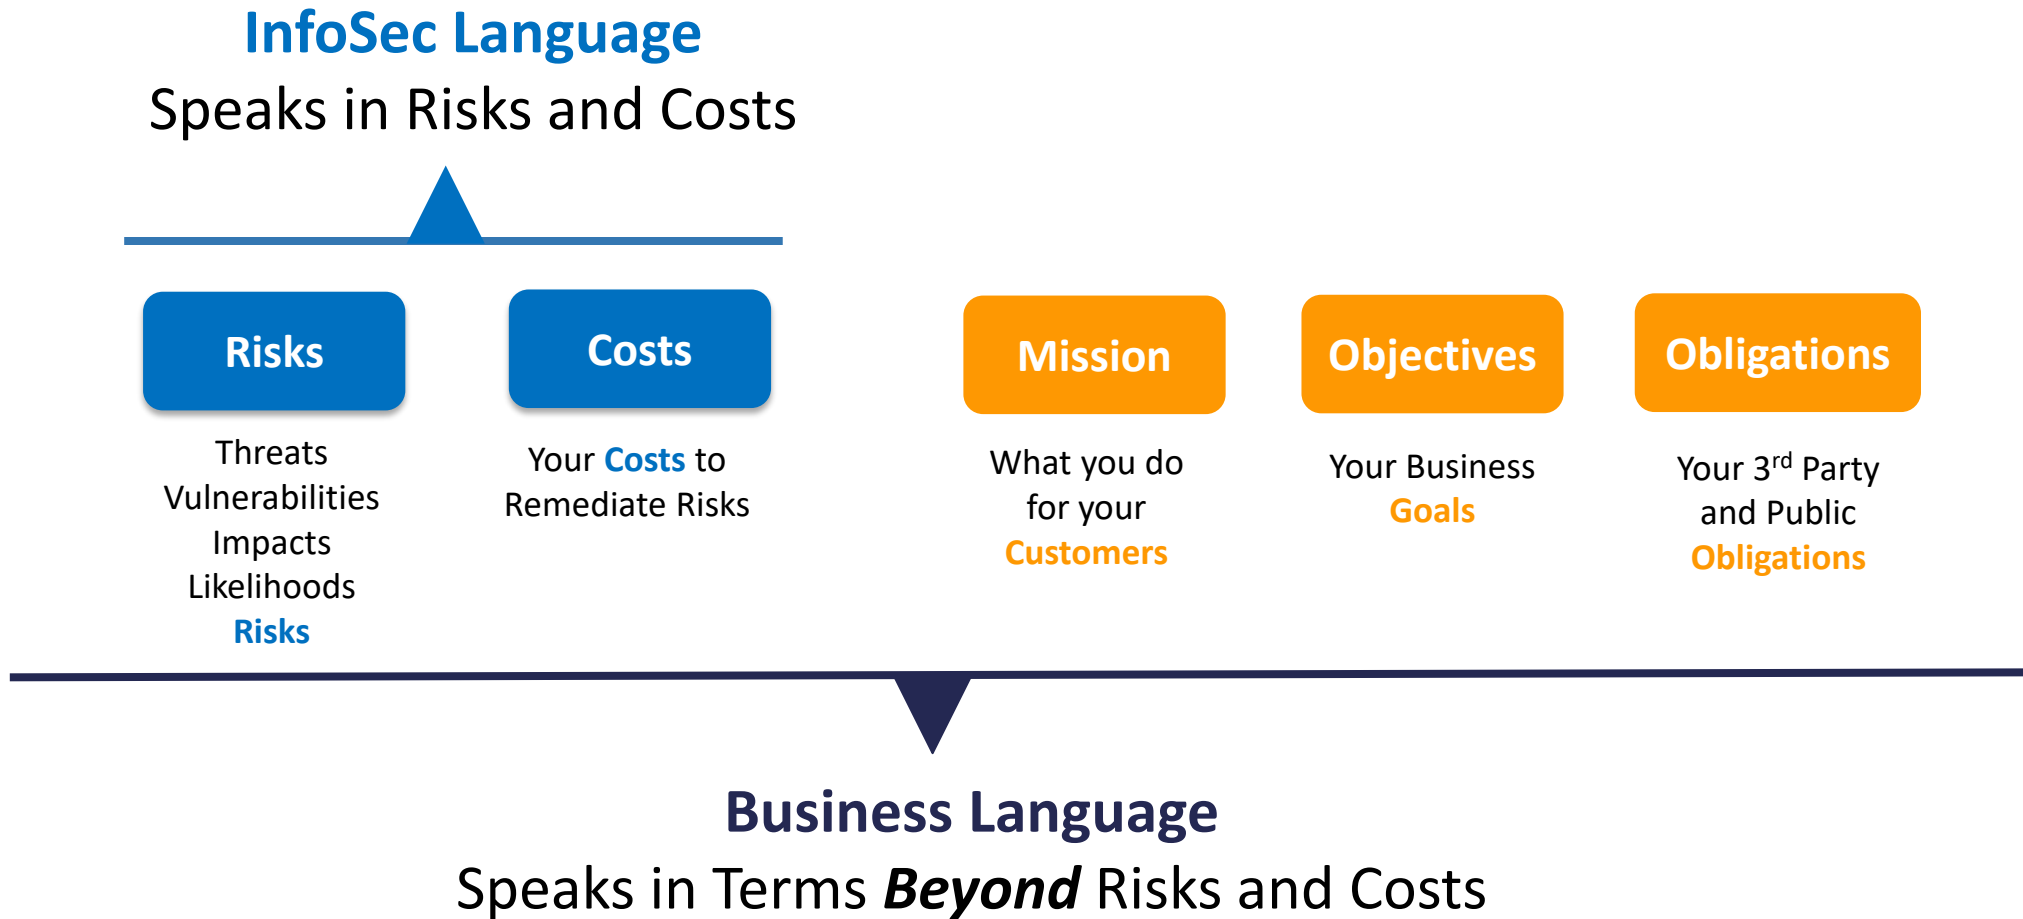 InfoSec Language
Speaks in Risks and Costs
Risks
Threats
Vulnerabilities
Impacts
Likelihoods
Risks
Costs
Your Costs to
Remediate Risks
Mission
What you do
for your
Customers
Objectives
Your Business
Goals
Obligations
Your 3rd Party
and Public
Obligations
Business Language
Speaks in Terms Beyond Risks and Costs